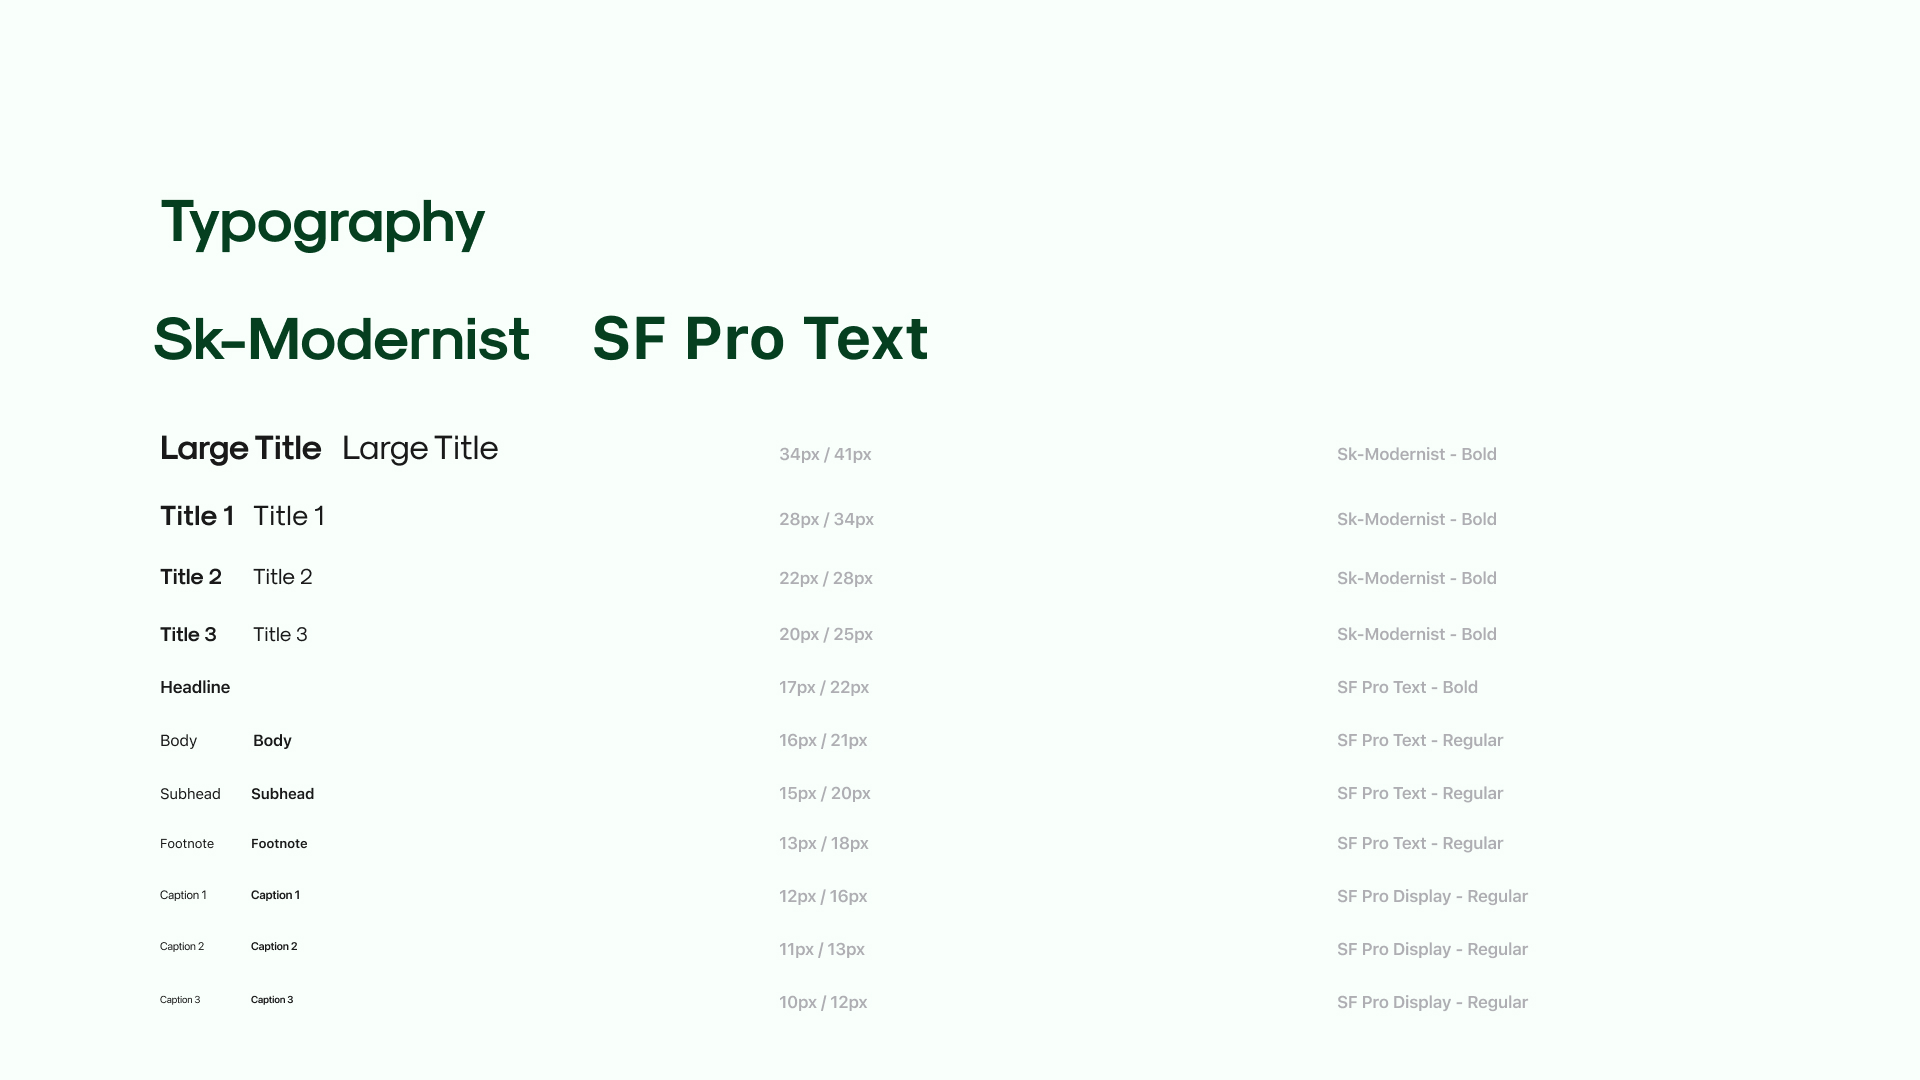 Typography
Sk-Modernist SF Pro Text
Large Title Large Title 34px / 41px Sk-Modernist - Bold
Title 1 Title 1 28px / 34px Sk-Modernist - Bold
Title 2 Title 2 22px / 28px Sk-Modernist - Bold
Title 3 Title 3 20px / 25px Sk-Modernist - Bold
Headline 17px / 22px SF Pro Text - Bold
Body Body 16px / 21px SF Pro Text - Regular
Subhead Subhead 15px / 20px SF Pro Text - Regular
Footnote Footnote 13px / 18px SF Pro Text - Regular
Caption 1 Caption 1 12px / 16px SF Pro Display - Regular
Caption 2 Caption 2 11px / 13px SF Pro Display - Regular
Caption 3 Caption 3 10px / 12px SF Pro Display - Regular